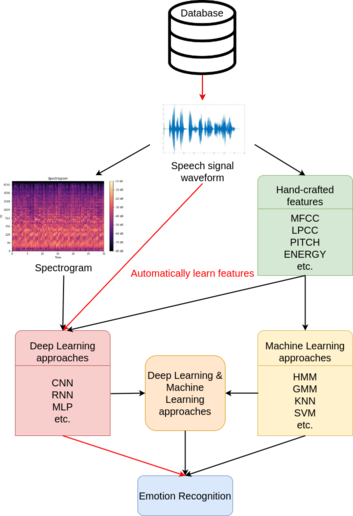 Database
Speech signal
waveform
Spectrogram
Time
Spectrogram
Hand-crafted
features
MFCC
LPCC
PITCH
ENERGY
etc.
Automatically learn features
Deep Learning
approaches
CNN
RNN
MLP
etc.
Deep Learning &
Machine
Learning
approaches
Machine Learning
approaches
HMM
GMM
KNN
SVM
etc.
Emotion Recognition